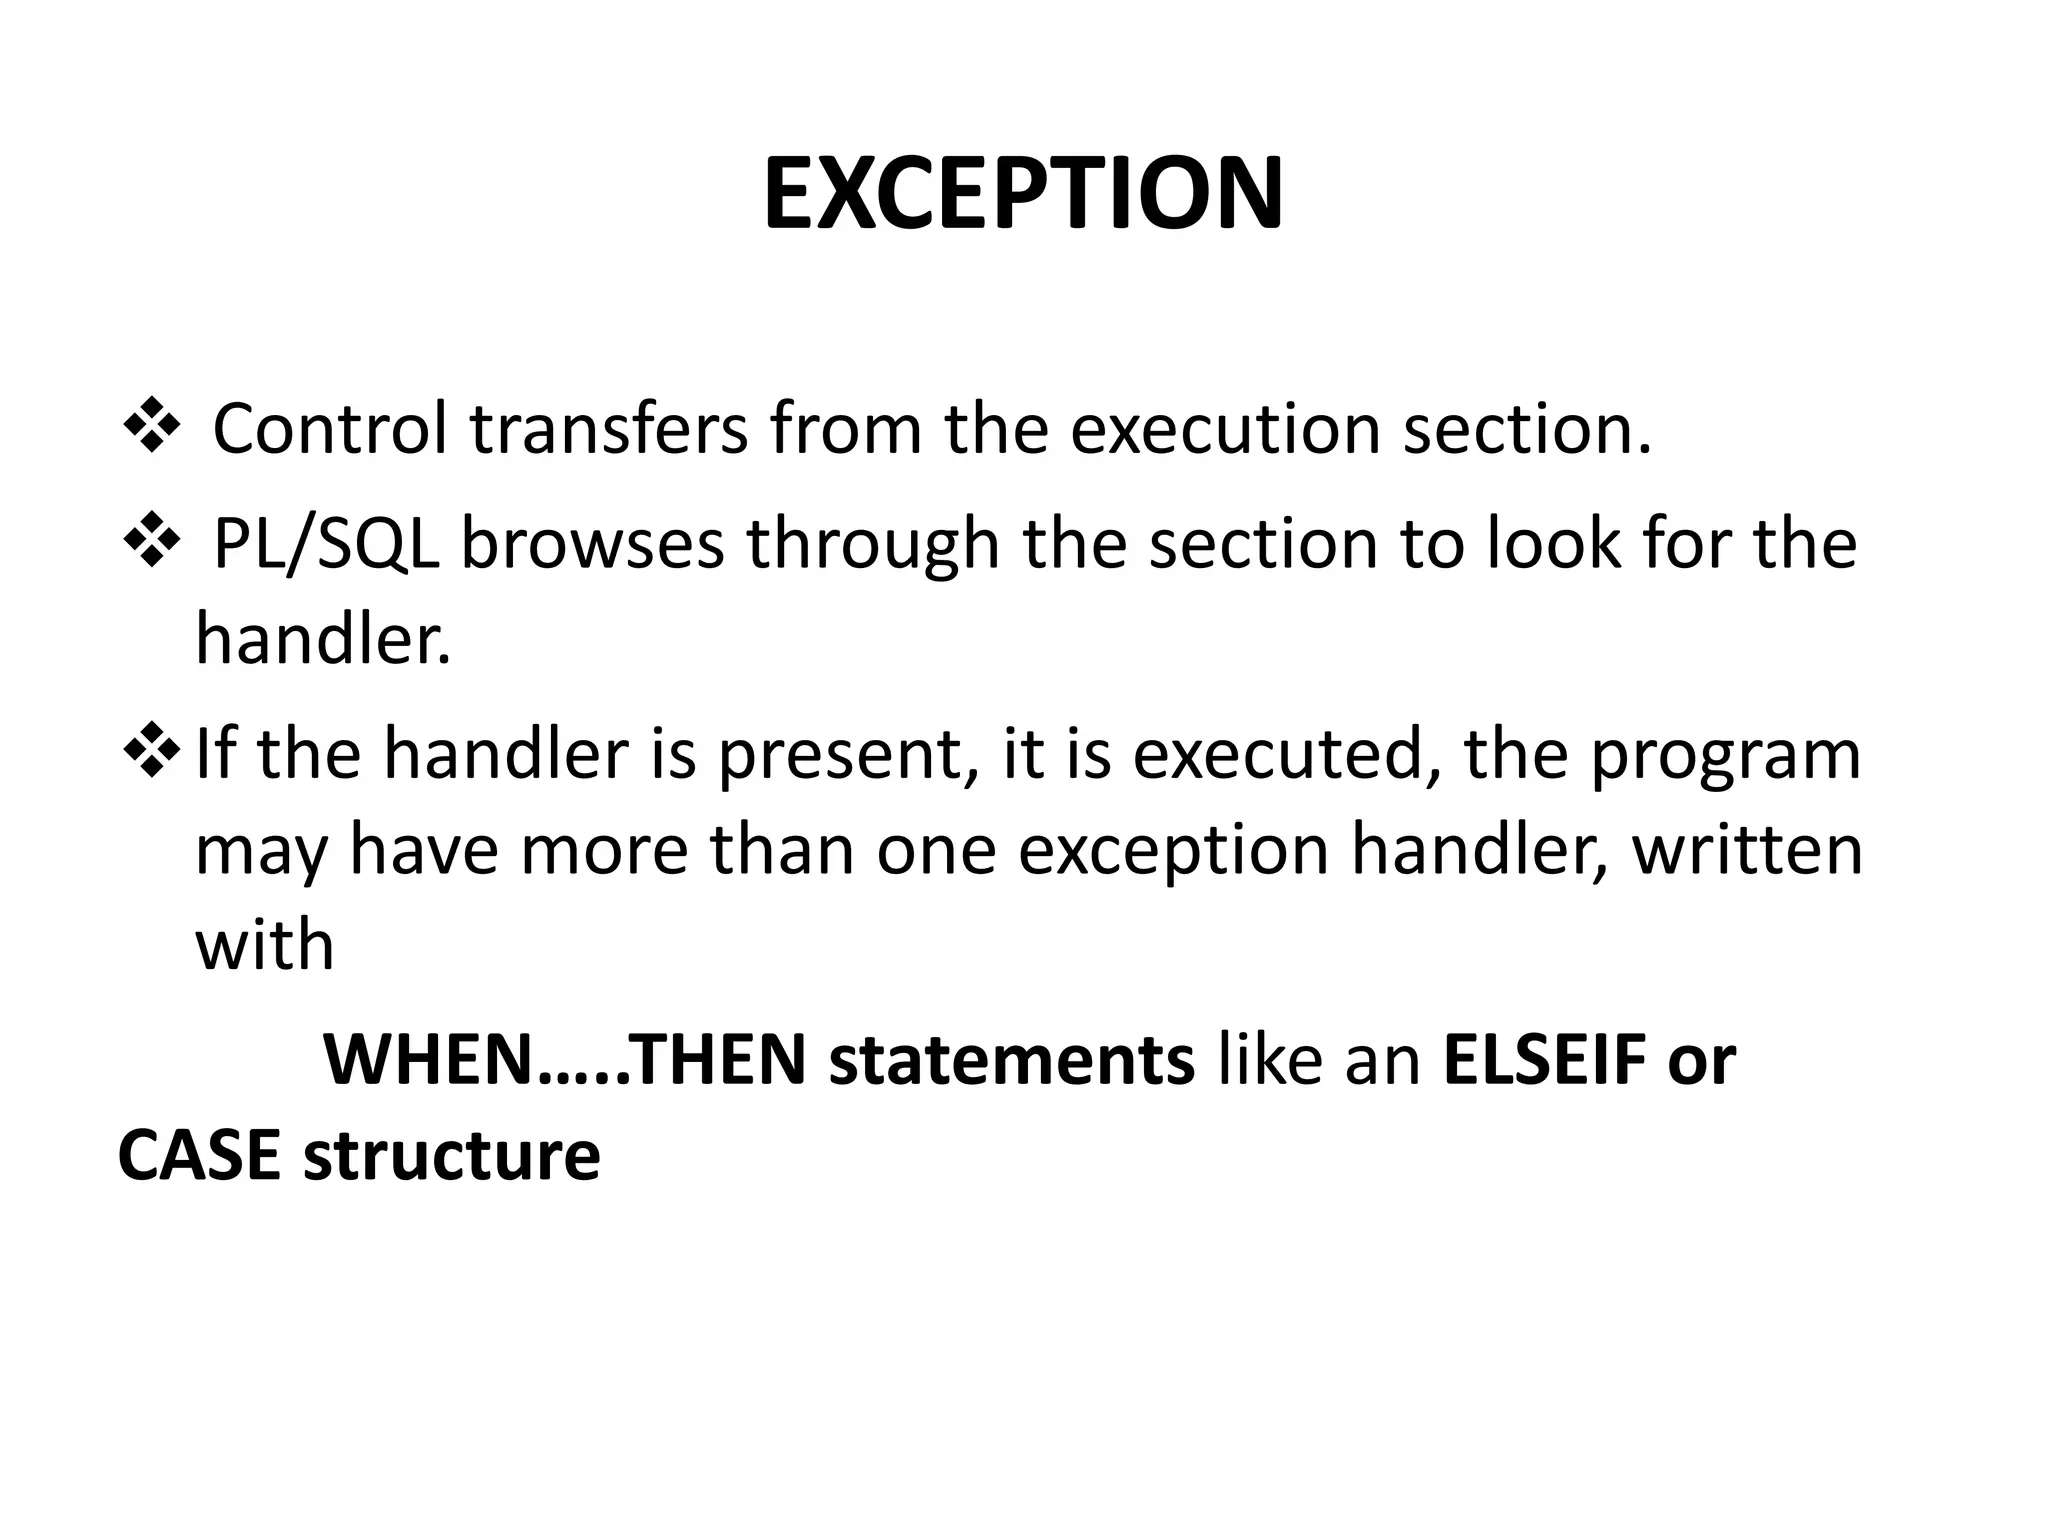 EXCEPTION
❖ Control transfers from the execution section.
❖ PL/SQL browses through the section to look for the
handler.
❖If the handler is present, it is executed, the program
may have more than one exception handler, written
with
WHEN…..THEN statements like an ELSEIF or
CASE structure